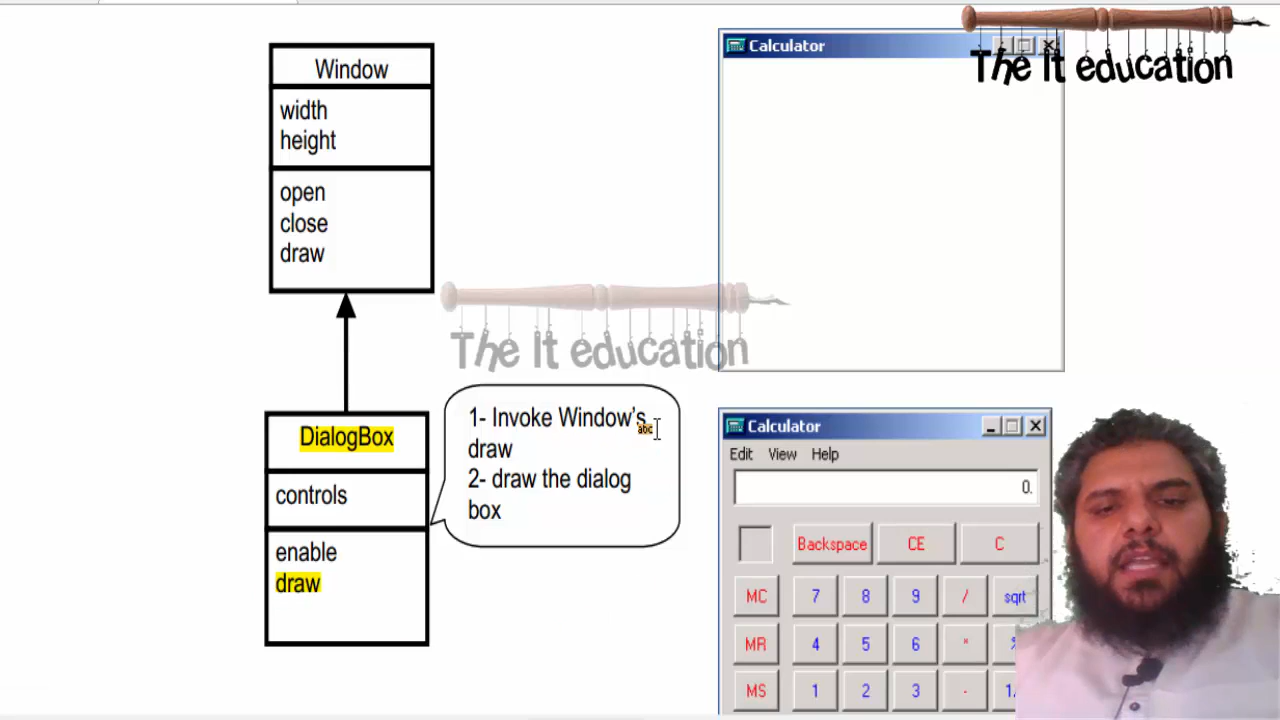 Window
width
height
open
close
draw
DialogBox
controls
enable
draw
1- Invoke Window's
abc
draw
2- draw the dialog
box
The It education
Calculator
The It education
Calculator
Edit View Help
0.
Backspace CE C
MC 7 8 9 / sqrt
MR 4 5 6 *
MS 1 2 3 -